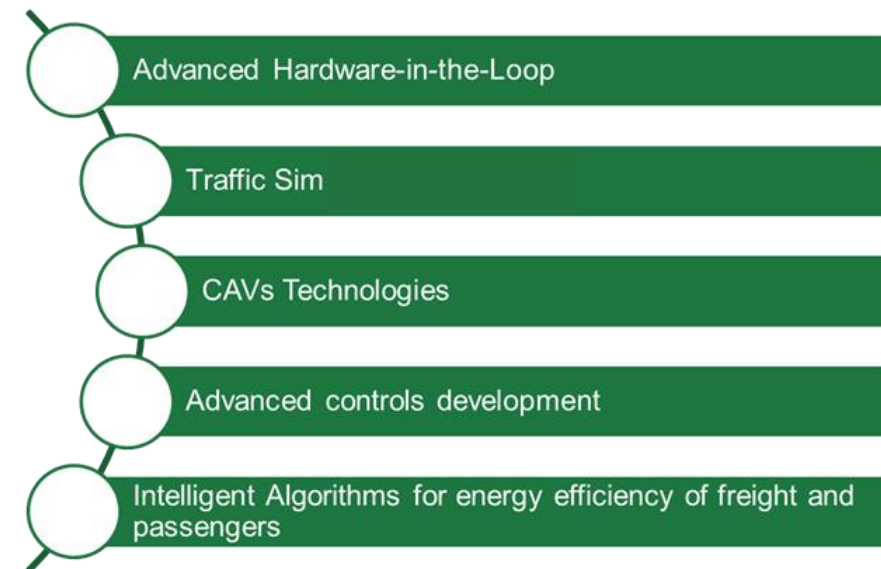 Advanced Hardware-in-the-Loop
Traffic Sim
CAVs Technologies
Advanced controls development
Intelligent Algorithms for energy efficiency of freight and
passengers